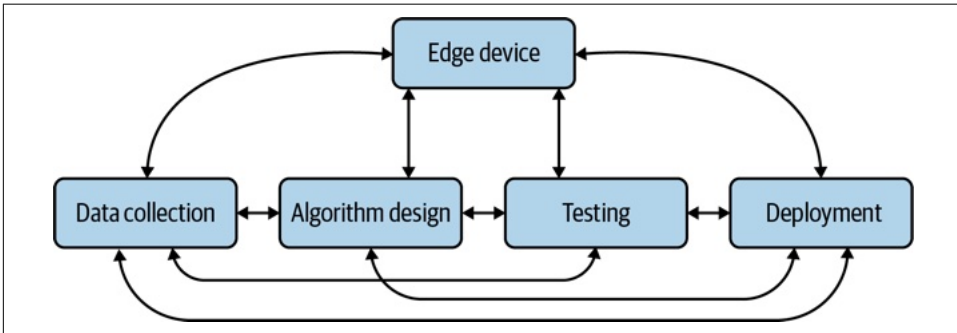 Edge device
Data collection
Algorithm design
Testing
Deployment